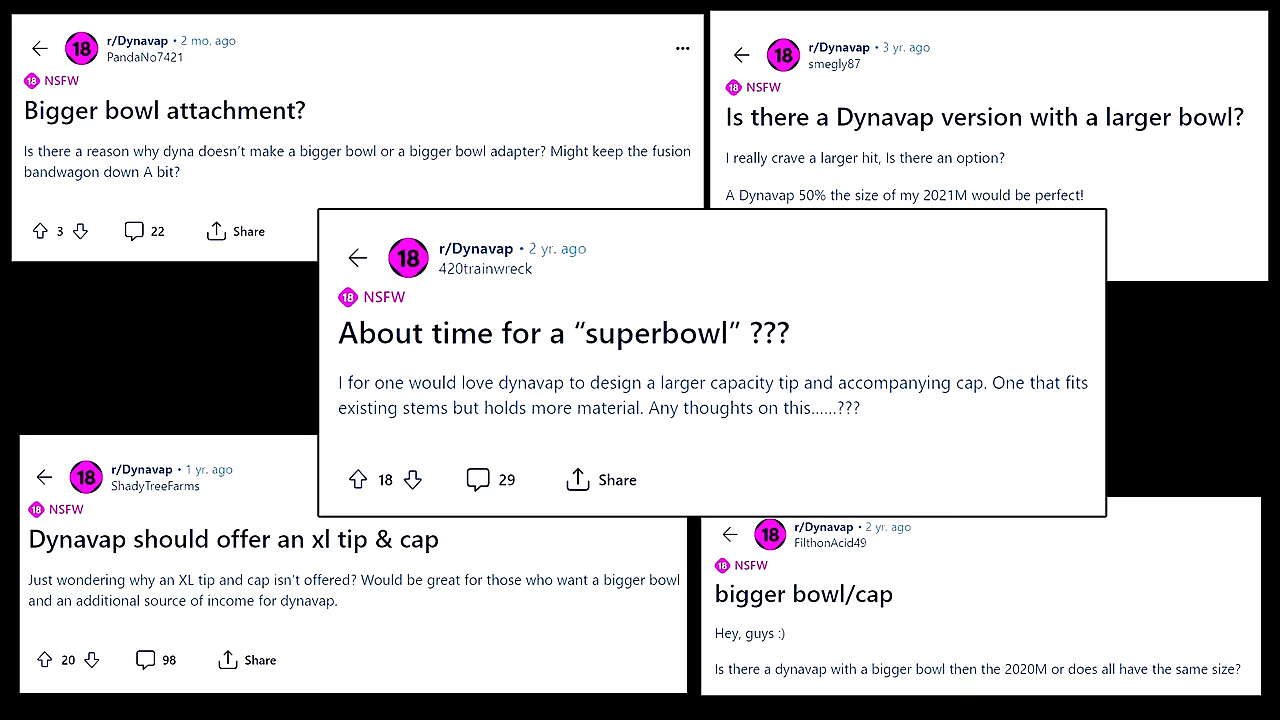 r/Dynavap • 2 mo. ago
PandaNo7421
18 NSFW
Bigger bowl attachment?
Is there a reason why dyna doesn't make a bigger bowl or a bigger bowl adapter? Might keep the fusion
bandwagon down A bit?
3
22
Share
r/Dynavap • 3 yr. ago
smegly87
18 NSFW
Is there a Dynavap version with a larger bowl?
I really crave a larger hit, Is there an option?
A Dynavap 50% the size of my 2021M would be perfect!
18
r/Dynavap • 2 yr. ago
420trainwreck
18 NSFW
About time for a “superbowl” ???
I for one would love dynavap to design a larger capacity tip and accompanying cap. One that fits
existing stems but holds more material. Any thoughts on this......???
18
29
Share
18
r/Dynavap • 1 yr. ago
ShadyTreeFarms
18 NSFW
Dynavap should offer an xl tip & cap
Just wondering why an XL tip and cap isn't offered? Would be great for those who want a bigger bowl
and an additional source of income for dynavap.
20
98
Share
18
r/Dynavap • 2 yr. ago
FilthonAcid49
18 NSFW
bigger bowl/cap
Hey, guys :)
Is there a dynavap with a bigger bowl then the 2020M or does all have the same size?